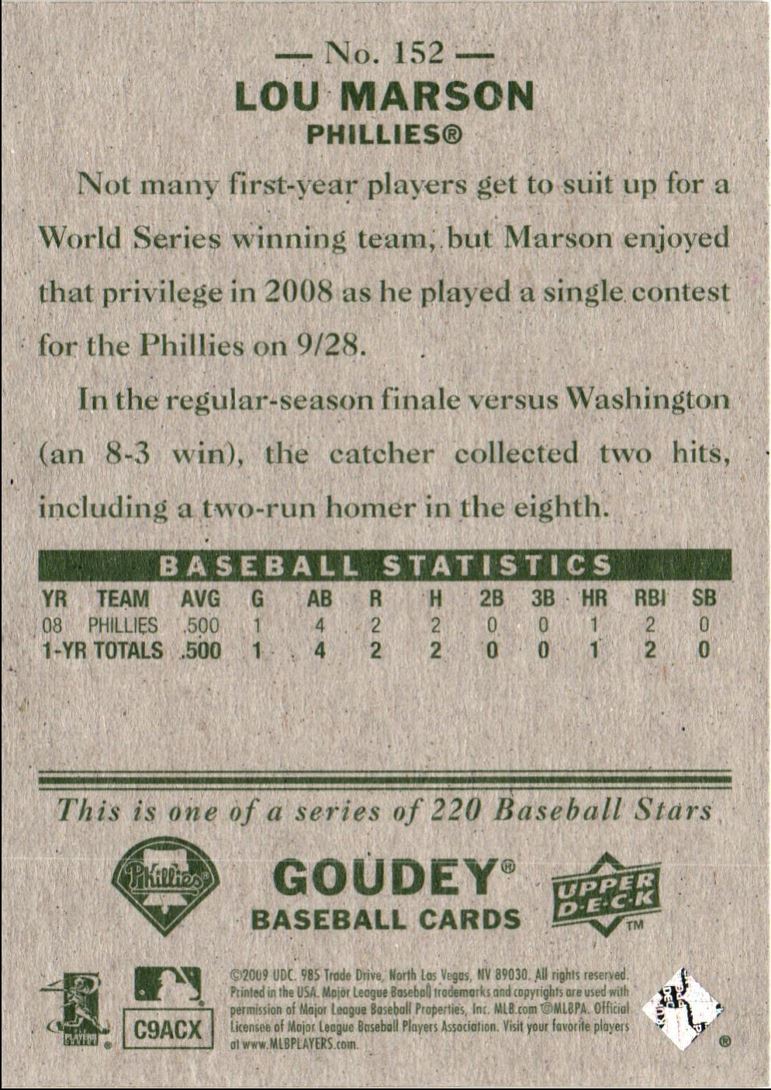 — No. 152 —
LOU MARSON
PHILLIES®
Not many first-year players get to suit up for a
World Series winning team, but Marson enjoyed
that privilege in 2008 as he played a single contest
for the Phillies on 9/28.
In the regular-season finale versus Washington
(an 8-3 win), the catcher collected two hits,
including a two-run homer in the eighth.
BASEBALL STATISTICS
YR TEAM AVG G AB R H 2B 3B HR RBI SB
08 PHILLIES .500 1 4 2 2 0 0 1 2 0
1-YR TOTALS .500 1 4 2 2 0 0 1 2 0
This is one of a series of 220 Baseball Stars
Phillies
GOUDEY®
BASEBALL CARDS
UPPER
DECK
TM
©2009 UDC. 985 Trade Drive, North Las Vegas, NV 89030. All rights reserved.
Printed in the USA. Major League Baseball trademarks and copyrights are used with
permission of Major League Baseball Properties, Inc. MLB.com ©MLBPA. Official
Licensee of Major League Baseball Players Association. Visit your favorite players
at www.MLBPLAYERS.com.
PLAYERS
®
C9ACX
®